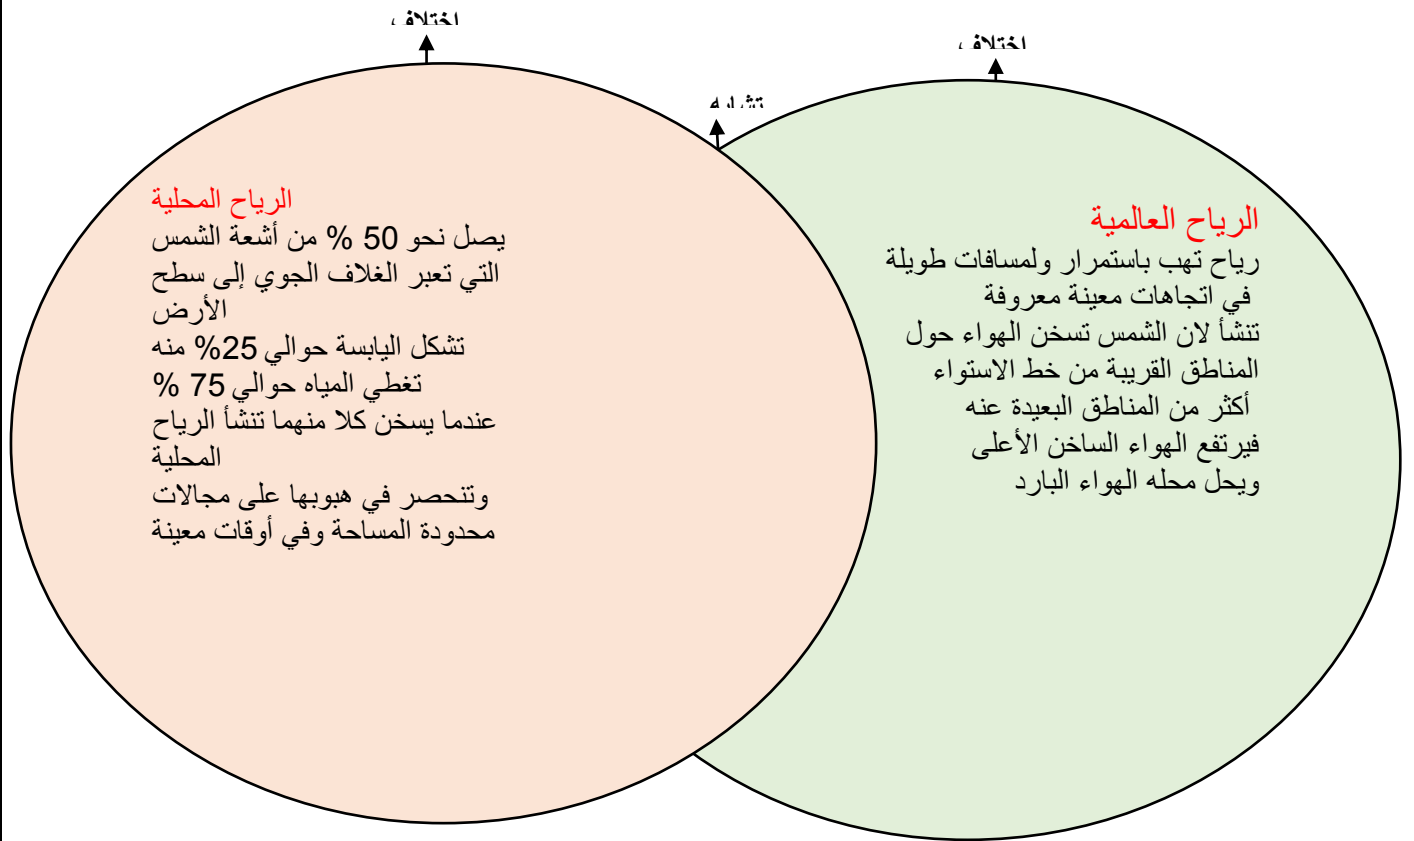 اختلاف
اختلاف
تشابه
الرياح العالمية
رياح تهب باستمرار ولمسافات طويلة
في اتجاهات معينة معروفة
تنشأ لان الشمس تسخن الهواء حول
المناطق القريبة من خط الاستواء
أكثر من المناطق البعيدة عنه
فيرتفع الهواء الساخن الأعلى
ويحل محله الهواء البارد
الرياح المحلية
يصل نحو 50 % من أشعة الشمس
التي تعبر الغلاف الجوي إلى سطح
الأرض
تشكل اليابسة حوالي 25% منه
تغطي المياه حوالي 75 %
عندما يسخن كلا منهما تنشأ الرياح
المحلية
وتنحصر في هبوبها على مجالات
محدودة المساحة وفي أوقات معينة